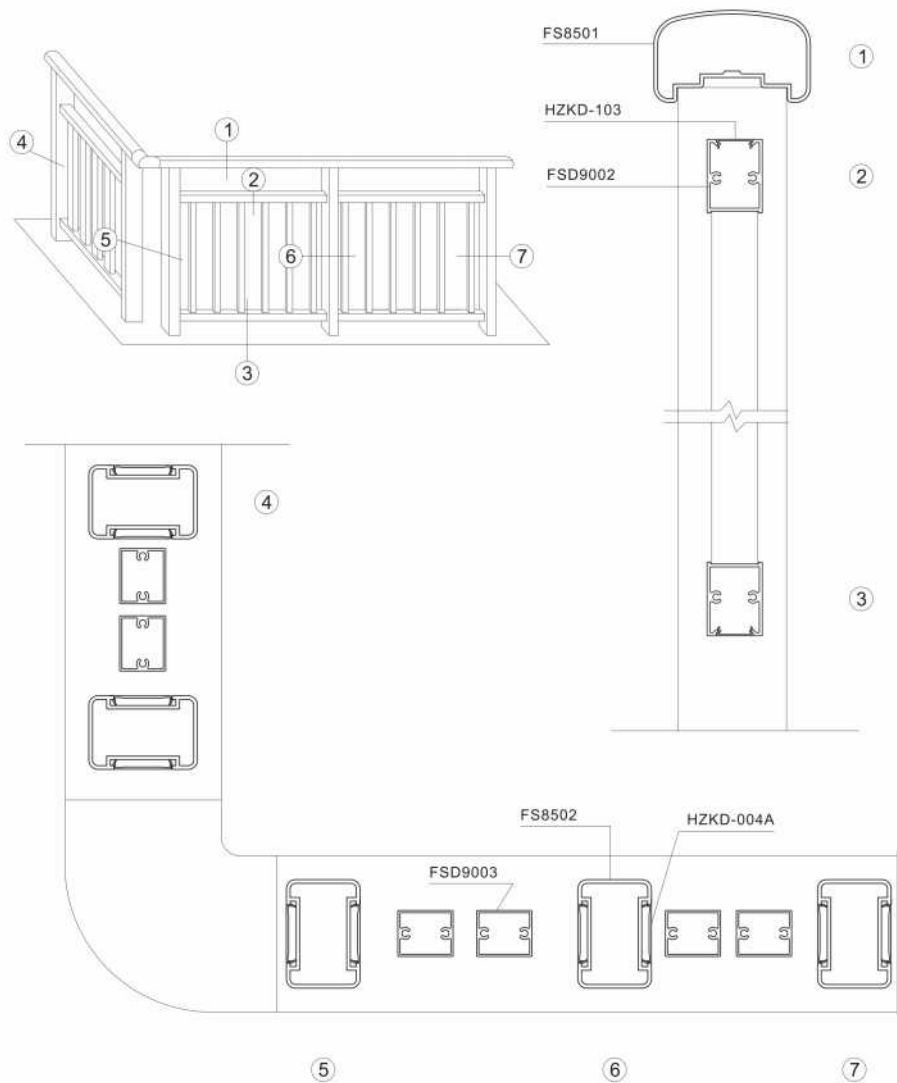 FS8501
①
HZKD-103
④
①
②
FSD9002
②
⑤
⑥
⑦
③
④
③
FS8502
HZKD-004A
FSD9003
⑤
⑥
⑦